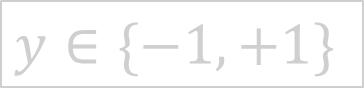 y ∈ {−1, +1}